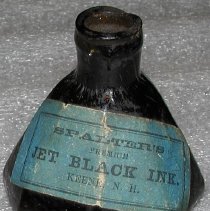 SPALTER'S
PREMIUM
JET BLACK INK.
KEENE, N. H.